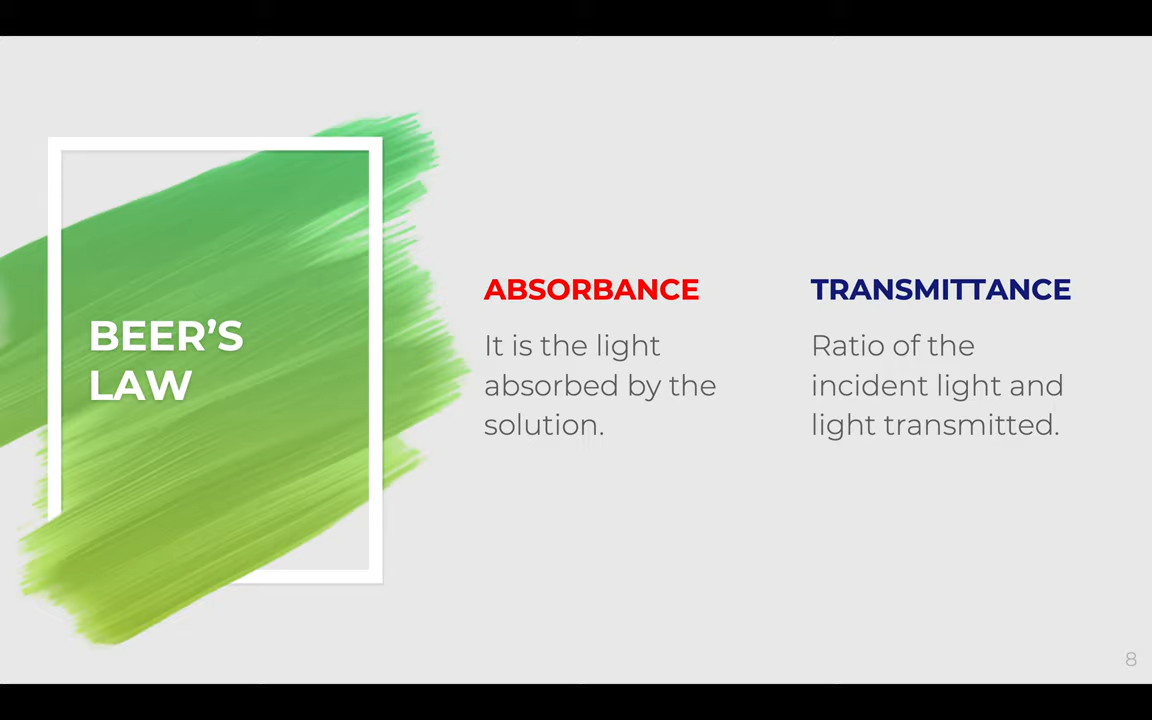 BEER’S
LAW
ABSORBANCE
It is the light
absorbed by the
solution.
TRANSMITTANCE
Ratio of the
incident light and
light transmitted.
8